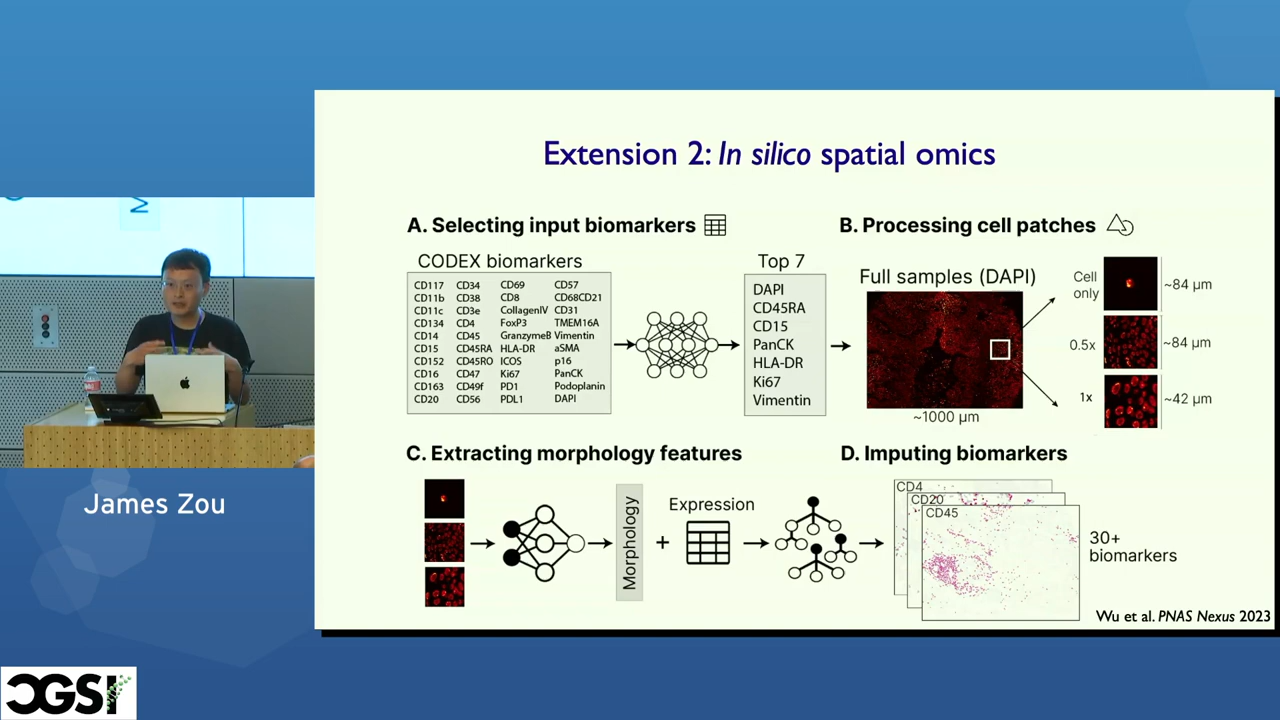 Extension 2: In silico spatial omics
A. Selecting input biomarkers
CODEX biomarkers
CD117 CD34 CD69 CD57
CD11b CD38 CD8 CD68CD21
CD11c CD3e CollagenIV CD31
CD134 CD4 FoxP3 TMEM16A
CD14 CD45 GranzymeB Vimentin
CD15 CD45RA HLA-DR aSMA
CD152 CD45RO ICOS p16
CD16 CD47 Ki67 PanCK
CD163 CD49f PD1 Podoplanin
CD20 CD56 PDL1 DAPI
Top 7
DAPI
CD45RA
CD15
PanCK
HLA-DR
Ki67
Vimentin
B. Processing cell patches
Full samples (DAPI)
~1000 µm
Cell
only
~84 µm
0.5x
~84 µm
1x
~42 µm
C. Extracting morphology features
Morphology
+
Expression
D. Imputing biomarkers
CD4
CD20
CD45
30+
biomarkers
Wu et al. PNAS Nexus 2023
M
James Zou
CGSI